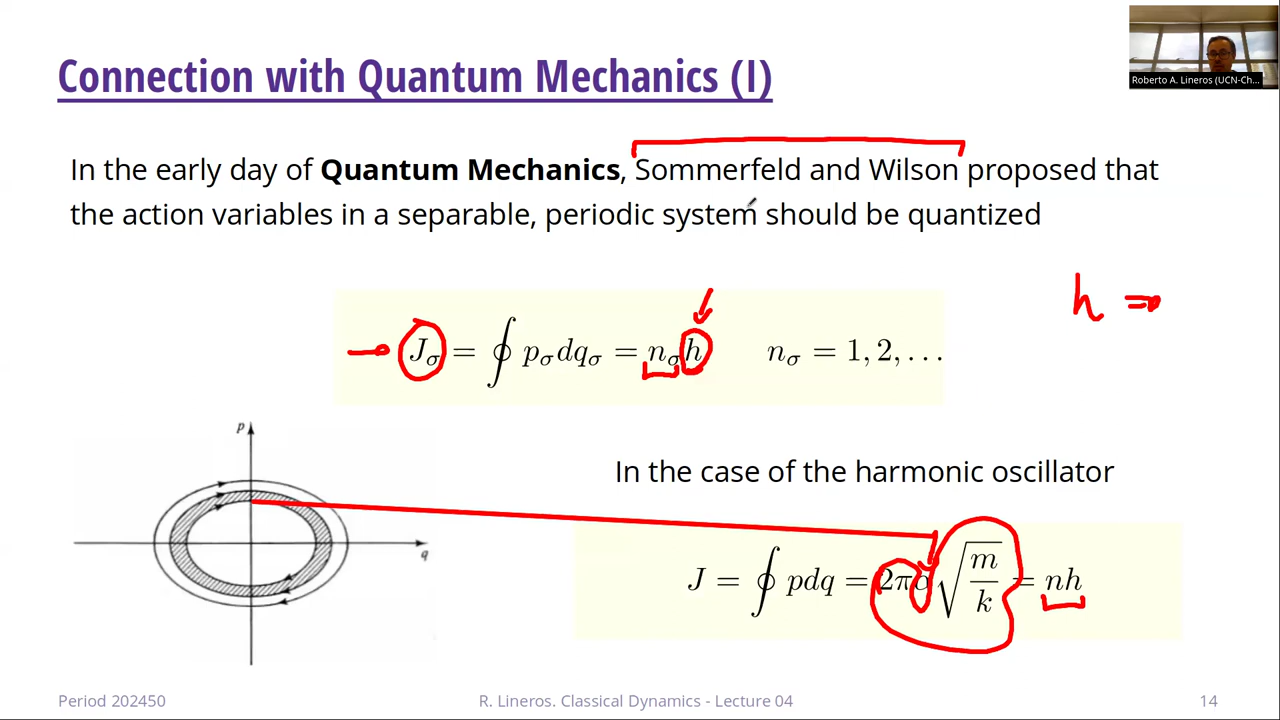 Connection with Quantum Mechanics (I)
Roberto A. Lineros (UCN-Ch...
In the early day of Quantum Mechanics, Sommerfeld and Wilson proposed that
the action variables in a separable, periodic system should be quantized
h ⇒
J_σ = ∮ p_σ dq_σ = n_σ h n_σ = 1, 2, . . .
p
q
In the case of the harmonic oscillator
J = ∮ pdq = 2πα √(m/k) = nh
Period 202450
R. Lineros. Classical Dynamics - Lecture 04
14